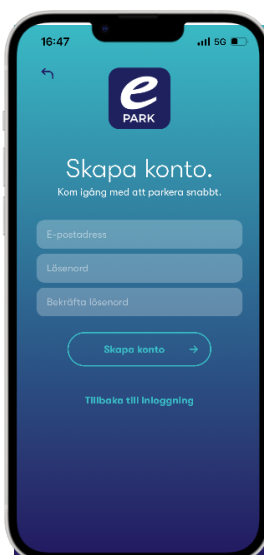 16:47
5G
e
PARK
Skapa konto.
Kom igång med att parkera snabbt.
E-postadress
Lösenord
Bekräfta lösenord
Skapa konto →
Tillbaka till Inloggning